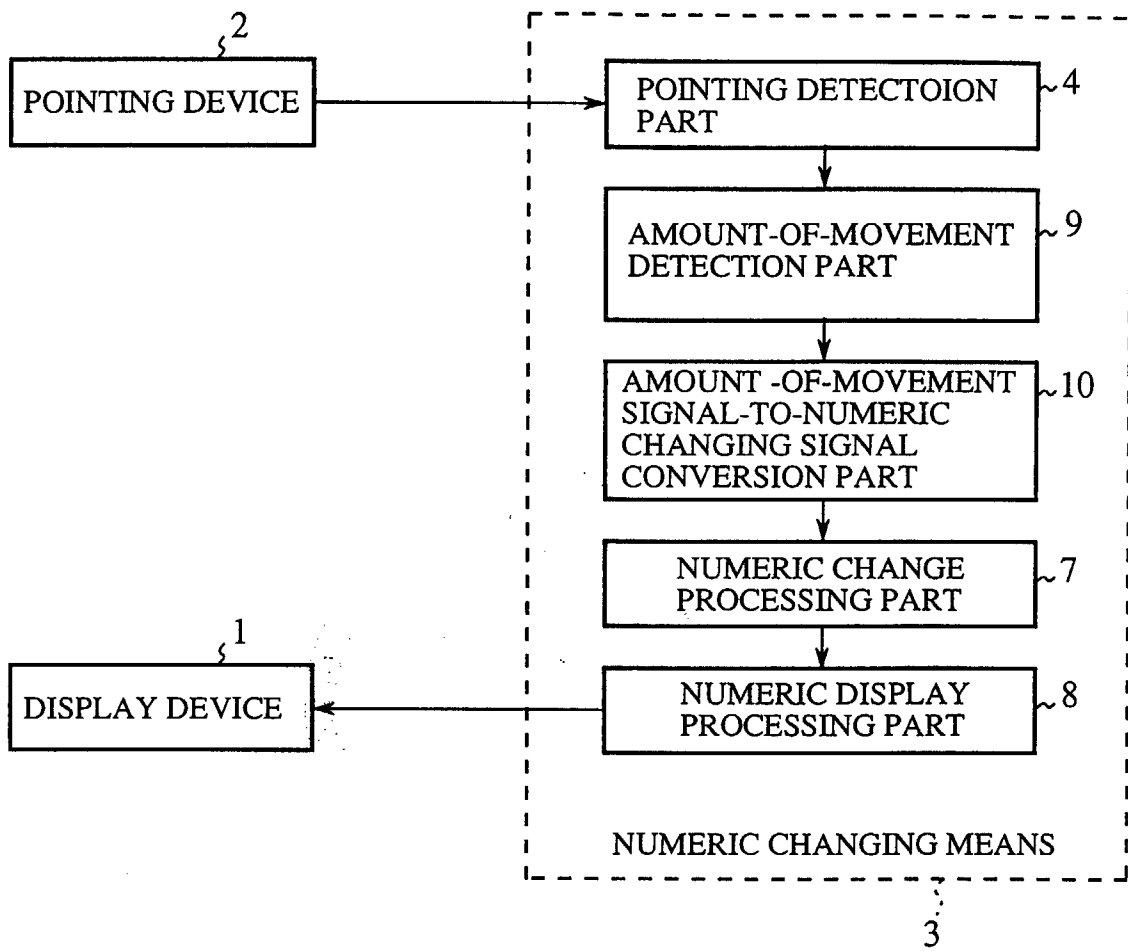 2
POINTING DEVICE
POINTING DETECTOION
PART
4
AMOUNT-OF-MOVEMENT
DETECTION PART
9
AMOUNT -OF-MOVEMENT
SIGNAL-TO-NUMERIC
CHANGING SIGNAL
CONVERSION PART
10
NUMERIC CHANGE
PROCESSING PART
7
1
DISPLAY DEVICE
NUMERIC DISPLAY
PROCESSING PART
8
NUMERIC CHANGING MEANS
3